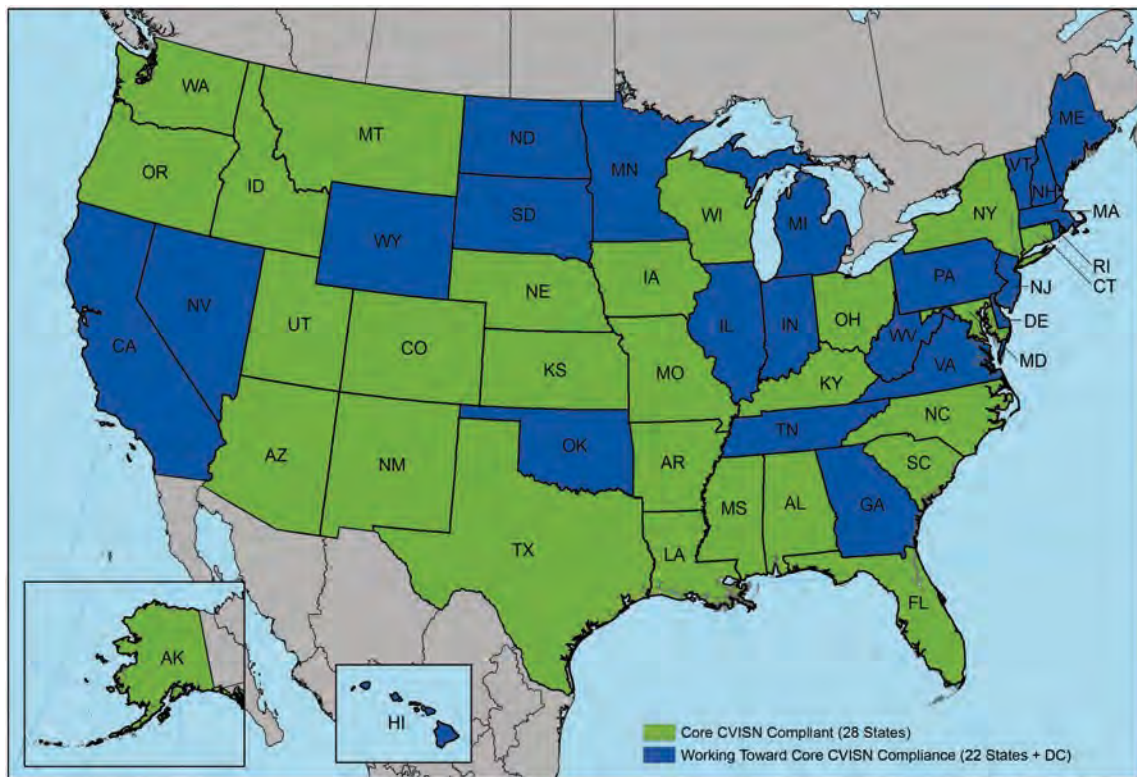 WA
MT
ND
MN
ME
VT
NH
OR
ID
SD
WI
MI
NY
MA
WY
RI
CT
NV
NE
IA
PA
NJ
CA
UT
CO
IL
IN
OH
DE
WV
MD
VA
KS
MO
KY
NC
TN
AZ
NM
OK
AR
SC
MS
AL
GA
TX
LA
FL
AK
HI
Core CVISN Compliant (28 States)
Working Toward Core CVISN Compliance (22 States + DC)